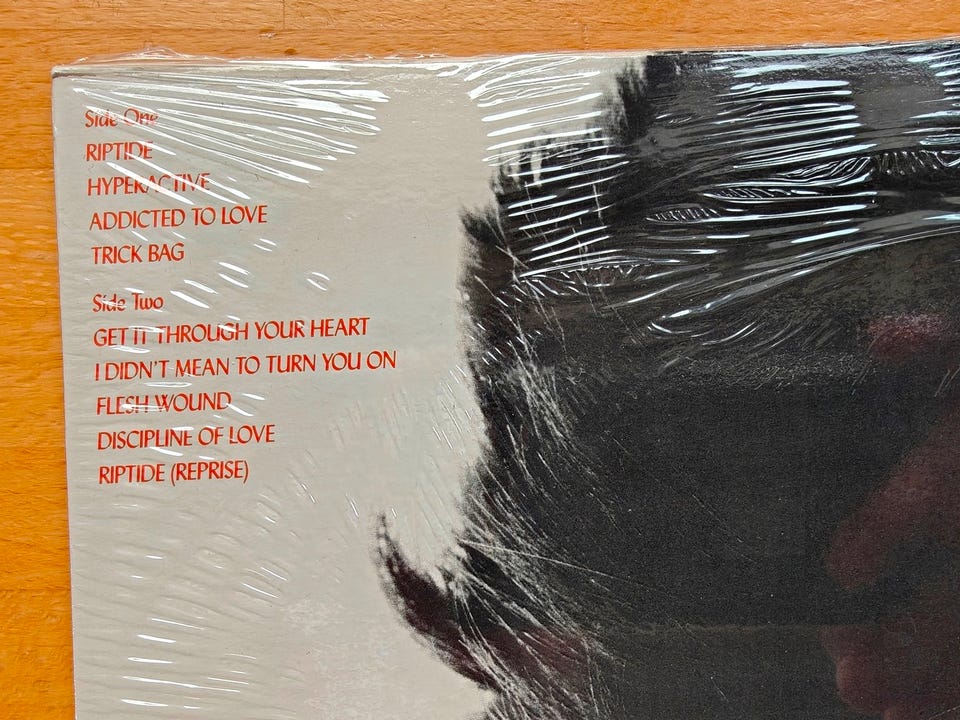 Side One
RIPTIDE
HYPERACTIVE
ADDICTED TO LOVE
TRICK BAG
Side Two
GET IT THROUGH YOUR HEART
I DIDN'T MEAN TO TURN YOU ON
FLESH WOUND
DISCIPLINE OF LOVE
RIPTIDE (REPRISE)